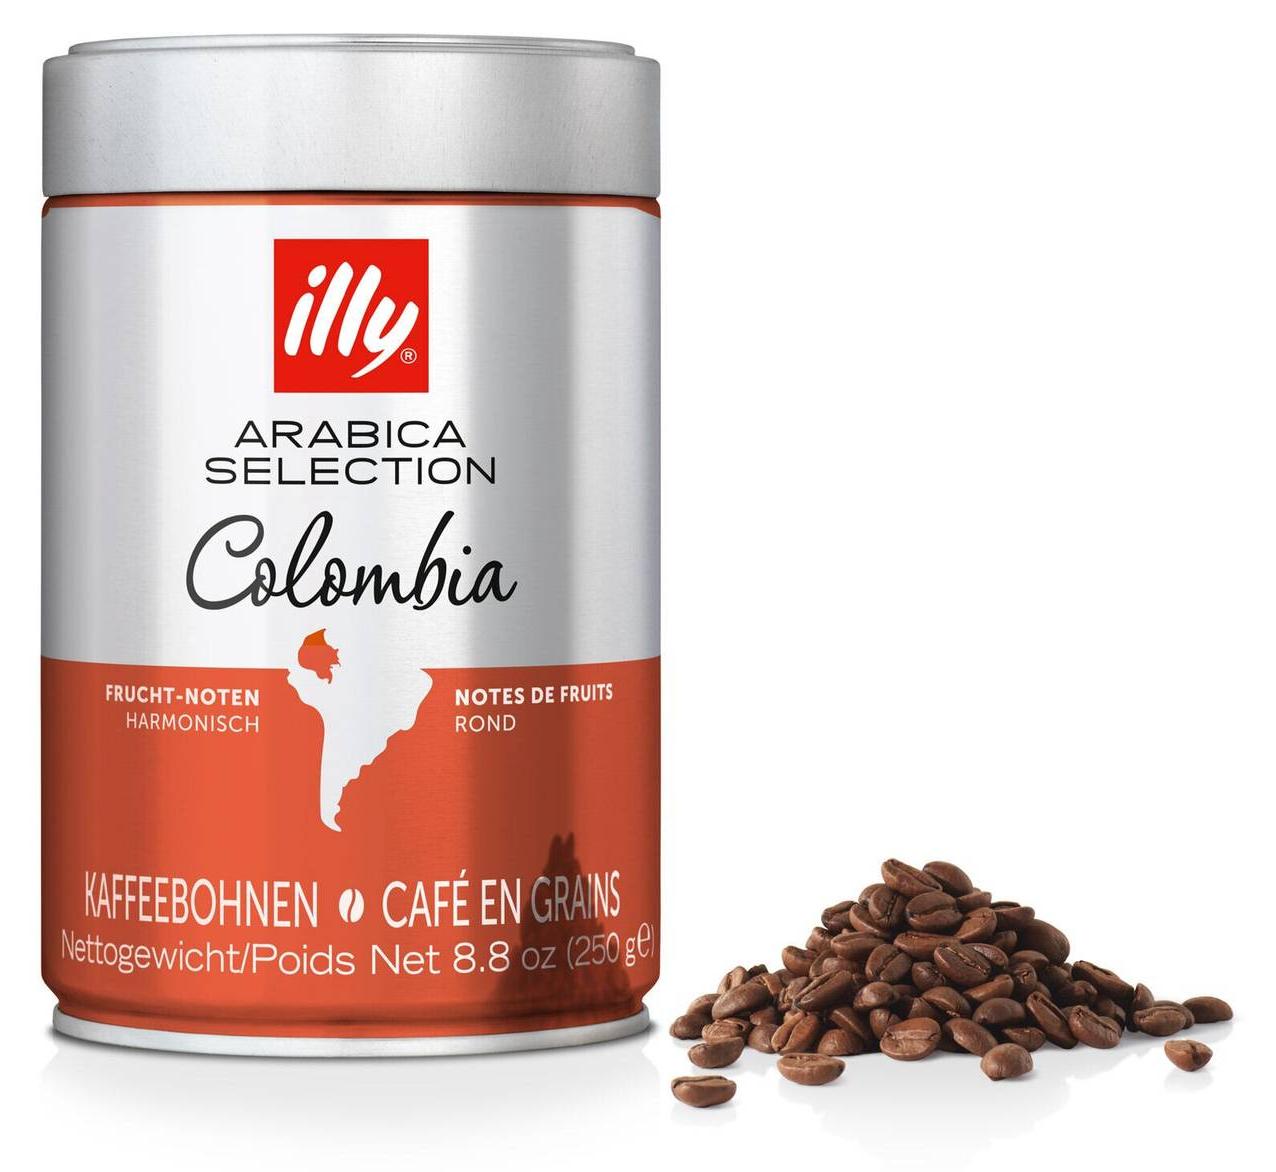 illy®
ARABICA
SELECTION
Colombia
FRUCHT-NOTEN
HARMONISCH
NOTES DE FRUITS
ROND
KAFFEEBOHNEN CAFÉ EN GRAINS
Nettogewicht/Poids Net 8.8 oz (250 g℮)